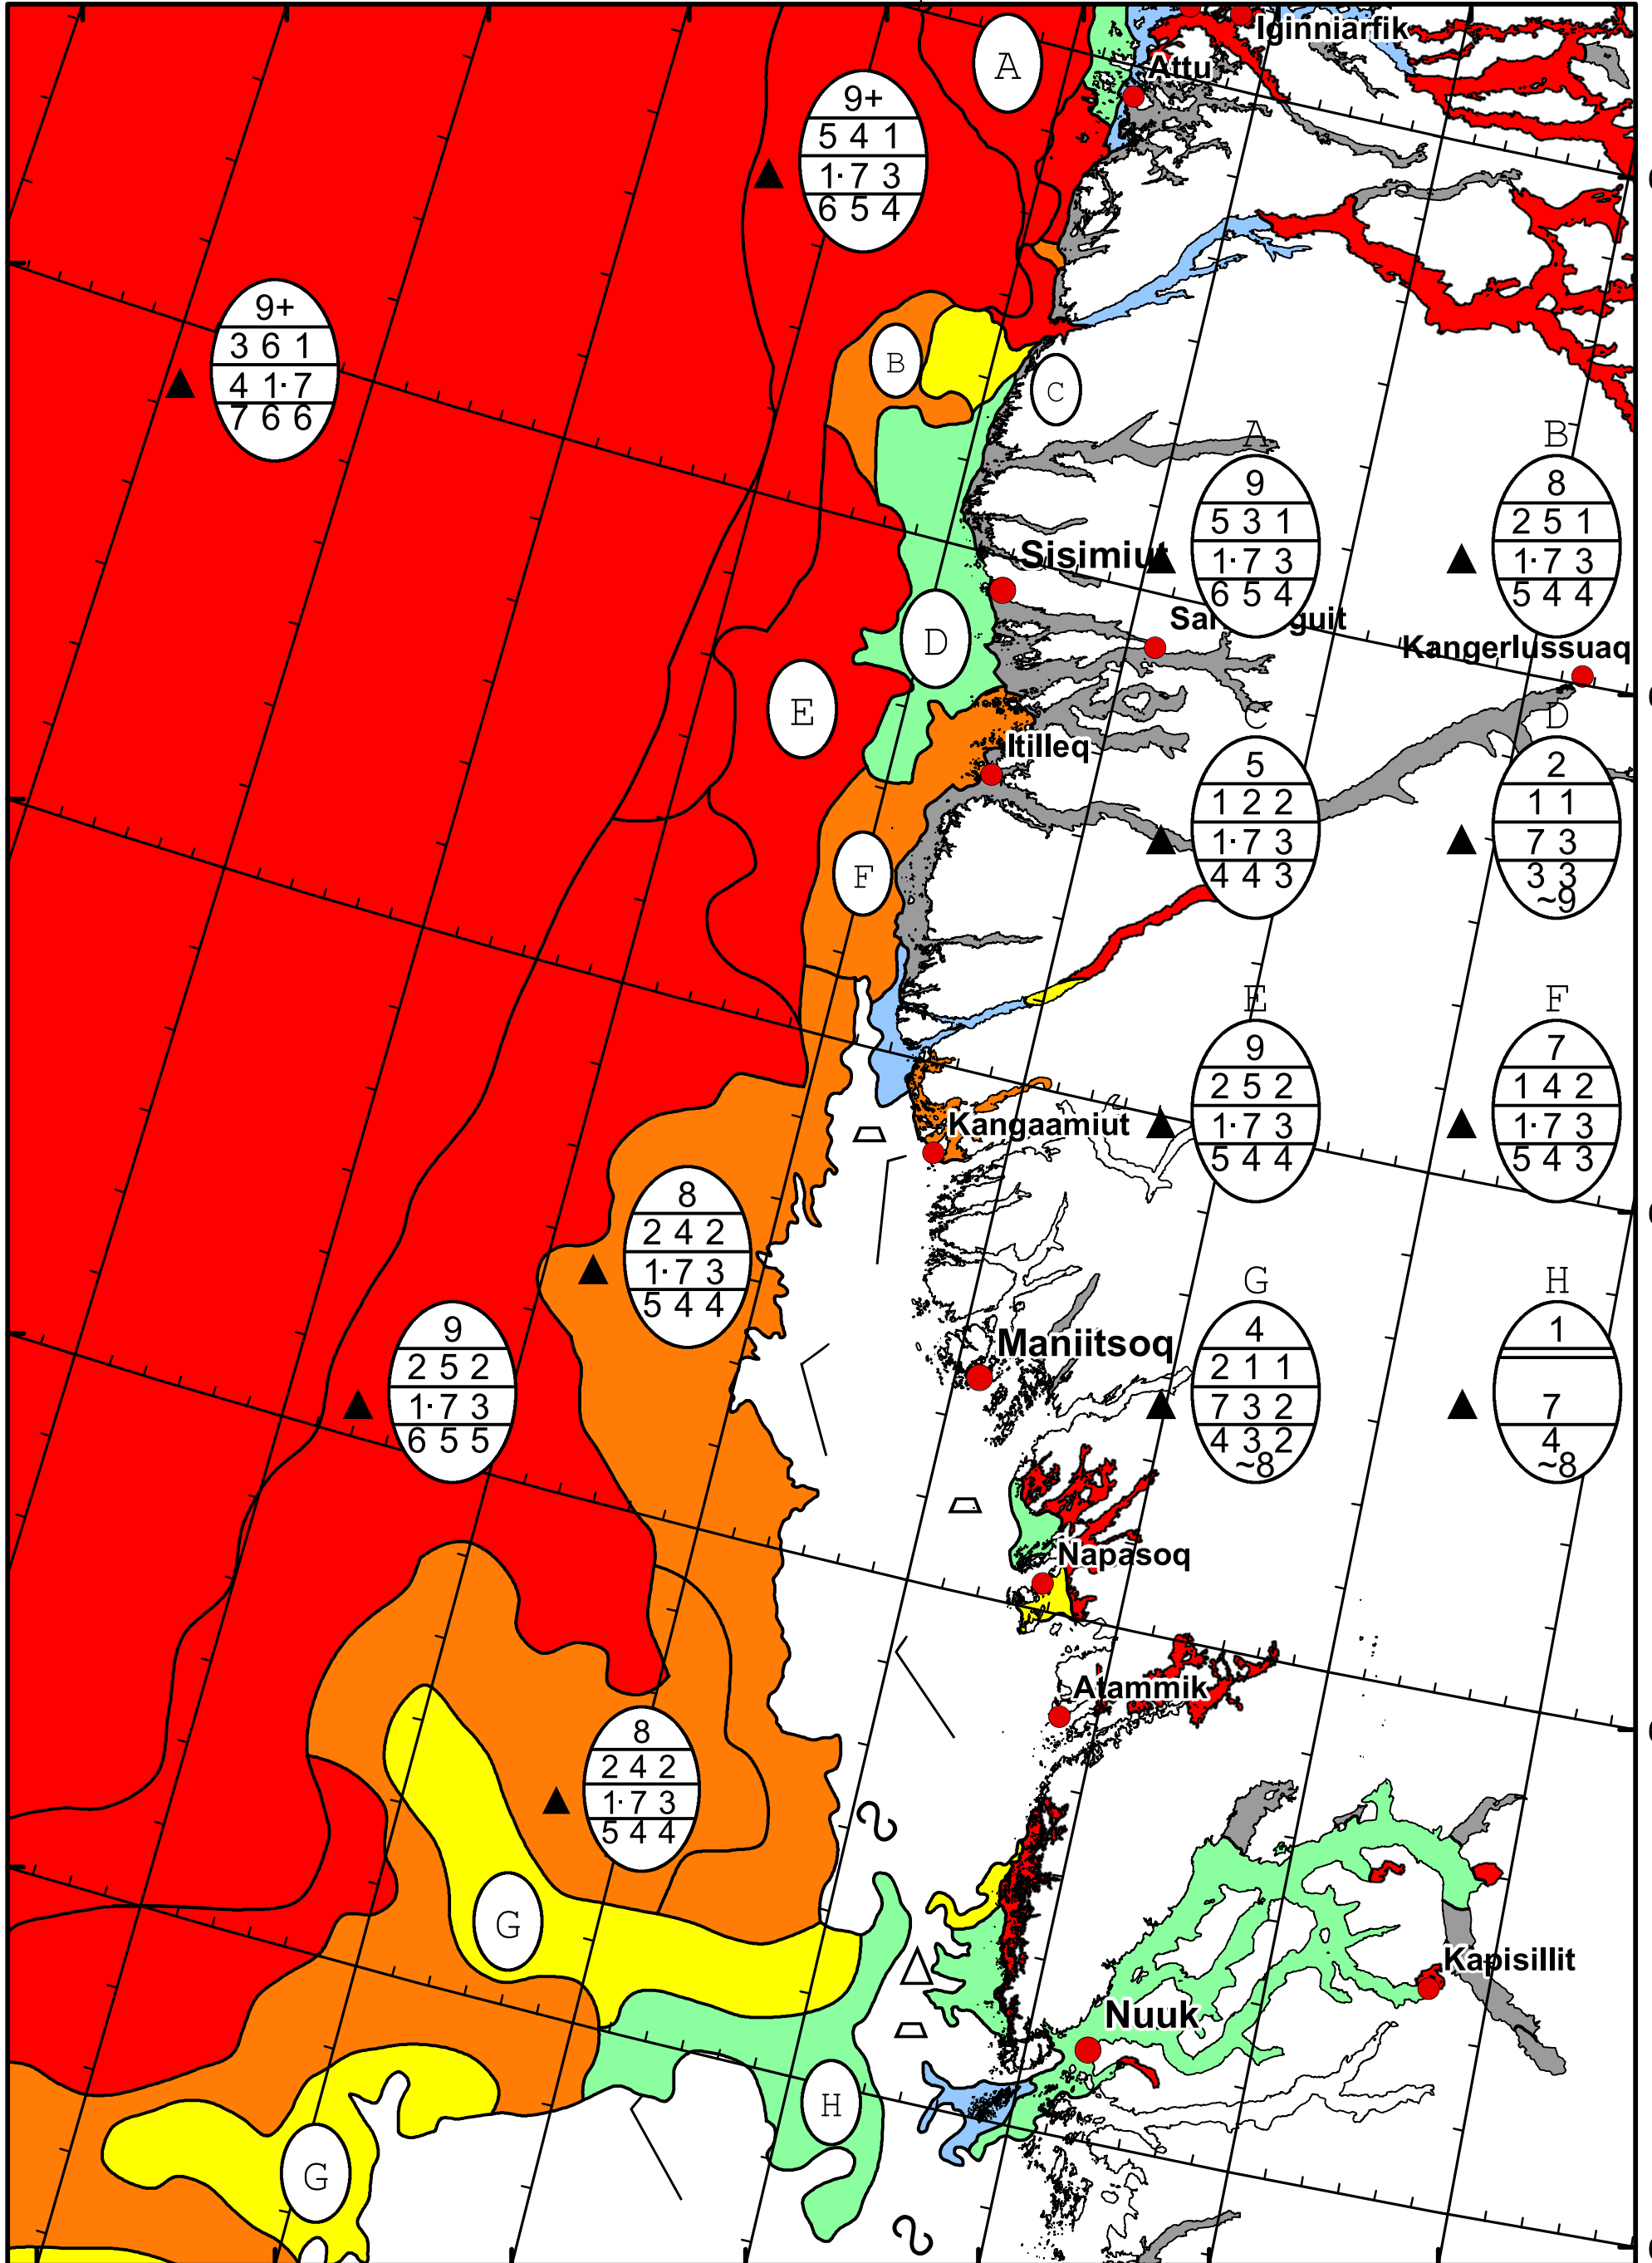 Iginniarfik
A
Attu
9+
5 4 1
1· 7 3
6 5 4
9+
3 6 1
4 1· 7
7 6 6
B
C
A
9
5 3 1
1· 7 3
6 5 4
B
8
2 5 1
1· 7 3
5 4 4
Sisimiut
D
Kangerlussuaq
E
Itilleq
C
5
1 2 2
1· 7 3
4 4 3
D
2
1 1
7 3
3 3
~9
F
E
9
2 5 2
1· 7 3
5 4 4
F
7
1 4 2
1· 7 3
5 4 3
Kangaamiut
8
2 4 2
1· 7 3
5 4 4
Maniitsoq
9
2 5 2
1· 7 3
6 5 5
G
4
2 1 1
7 3 2
4 3 2
~8
H
1
7
4
~8
Napasoq
Atammik
8
2 4 2
1· 7 3
5 4 4
G
Kapisillit
Nuuk
H
G